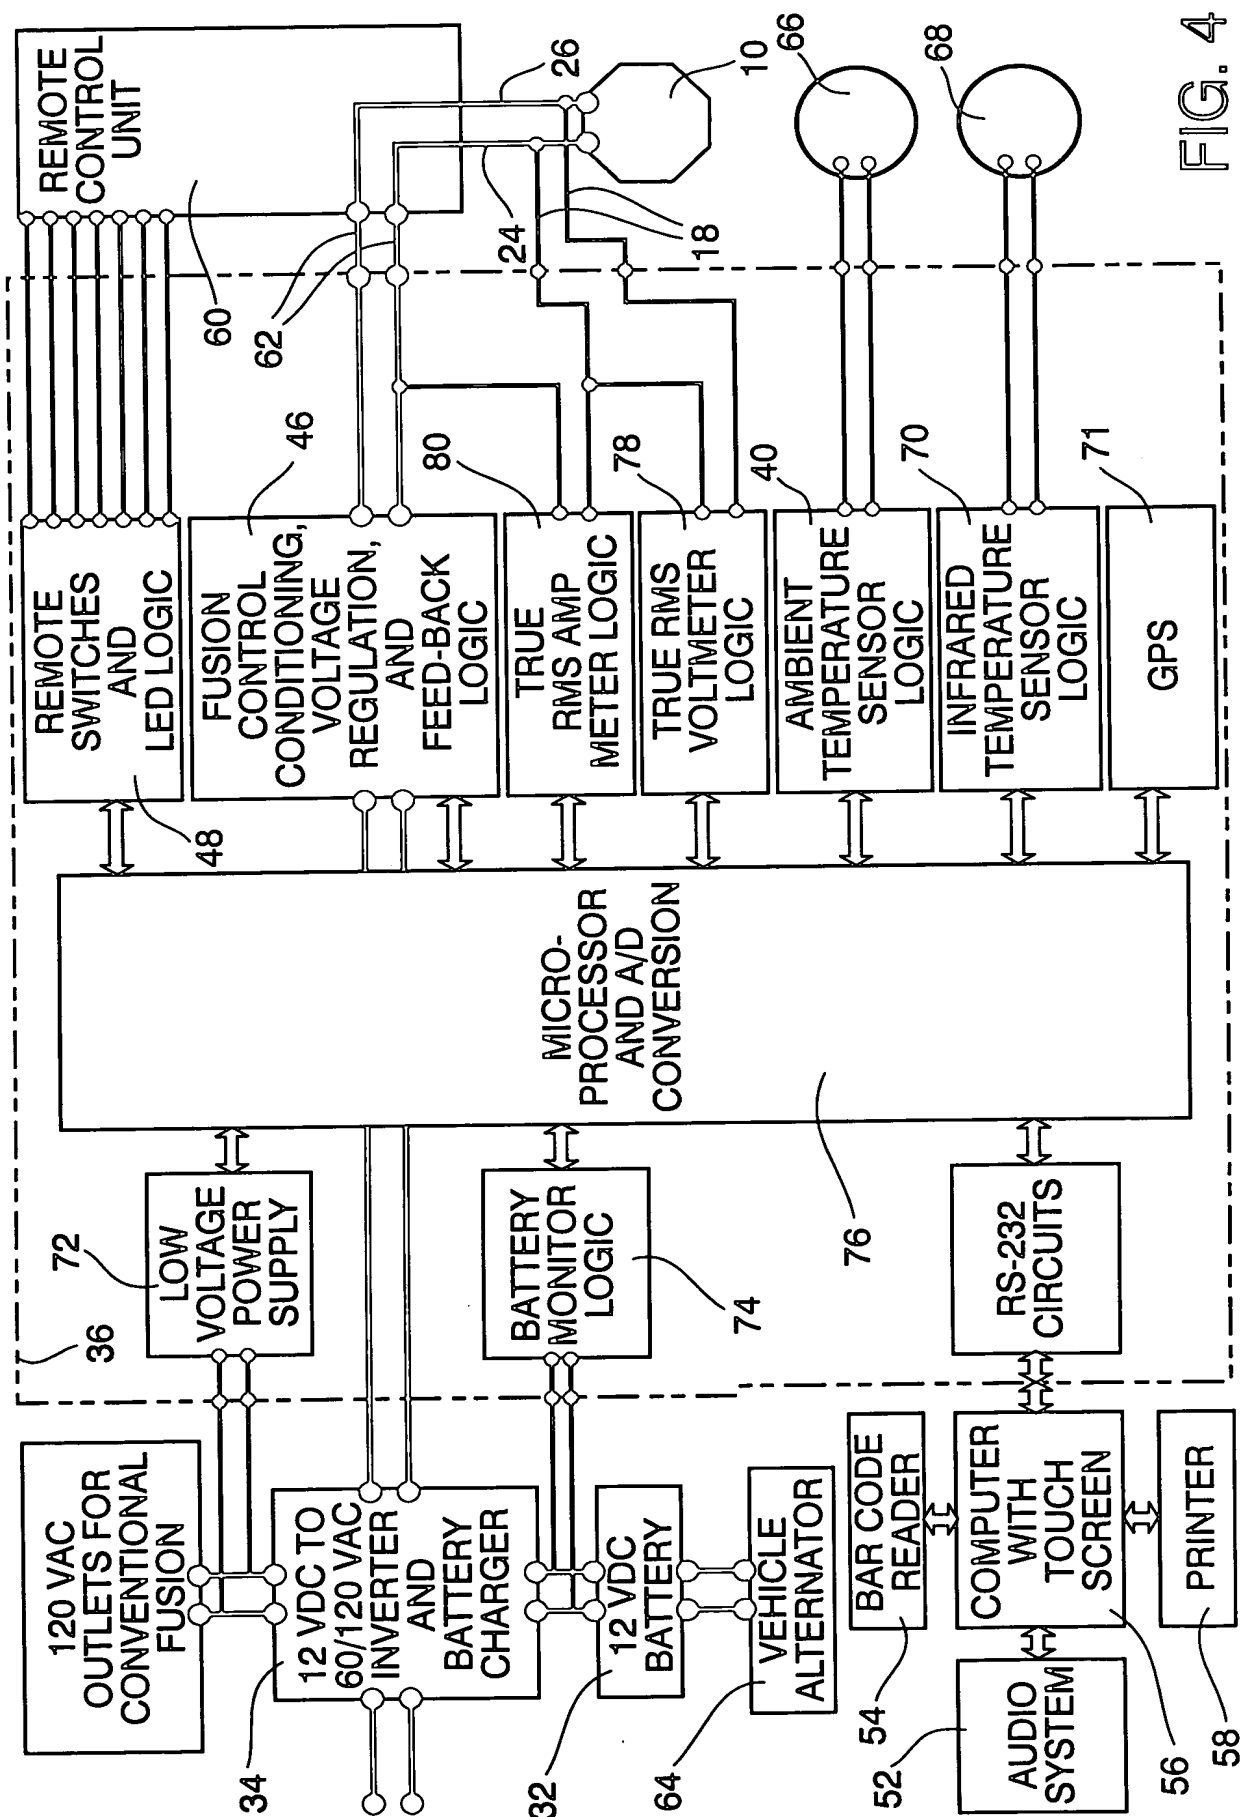 120 VAC
OUTLETS FOR
CONVENTIONAL
FUSION
34
12 VDC TO
60/120 VAC
INVERTER
AND
BATTERY
CHARGER
32
12 VDC
BATTERY
64
VEHICLE
ALTERNATOR
54
BAR CODE
READER
52
AUDIO
SYSTEM
COMPUTER
WITH
TOUCH
SCREEN
56
PRINTER
58
36
72
LOW
VOLTAGE
POWER
SUPPLY
BATTERY
MONITOR
LOGIC
74
RS-232
CIRCUITS
MICRO-
PROCESSOR
AND A/D
CONVERSION
76
REMOTE
SWITCHES
AND
LED LOGIC
48
FUSION
CONTROL
CONDITIONING,
VOLTAGE
REGULATION,
AND
FEED-BACK
LOGIC
46
TRUE
RMS AMP
METER LOGIC
80
TRUE RMS
VOLTMETER
LOGIC
78
AMBIENT
TEMPERATURE
SENSOR
LOGIC
40
INFRARED
TEMPERATURE
SENSOR
LOGIC
70
GPS
71
REMOTE
CONTROL
UNIT
60
62
24
26
18
10
66
68
FIG. 4